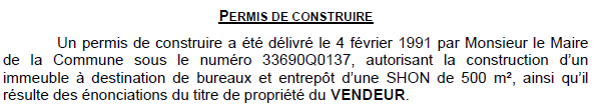 PERMIS DE CONSTRUIRE
Un permis de construire a été délivré le 4 février 1991 par Monsieur le Maire
de la Commune sous le numéro 33690Q0137, autorisant la construction d'un
immeuble à destination de bureaux et entrepôt d'une SHON de 500 m², ainsi qu'il
résulte des énonciations du titre de propriété du VENDEUR.